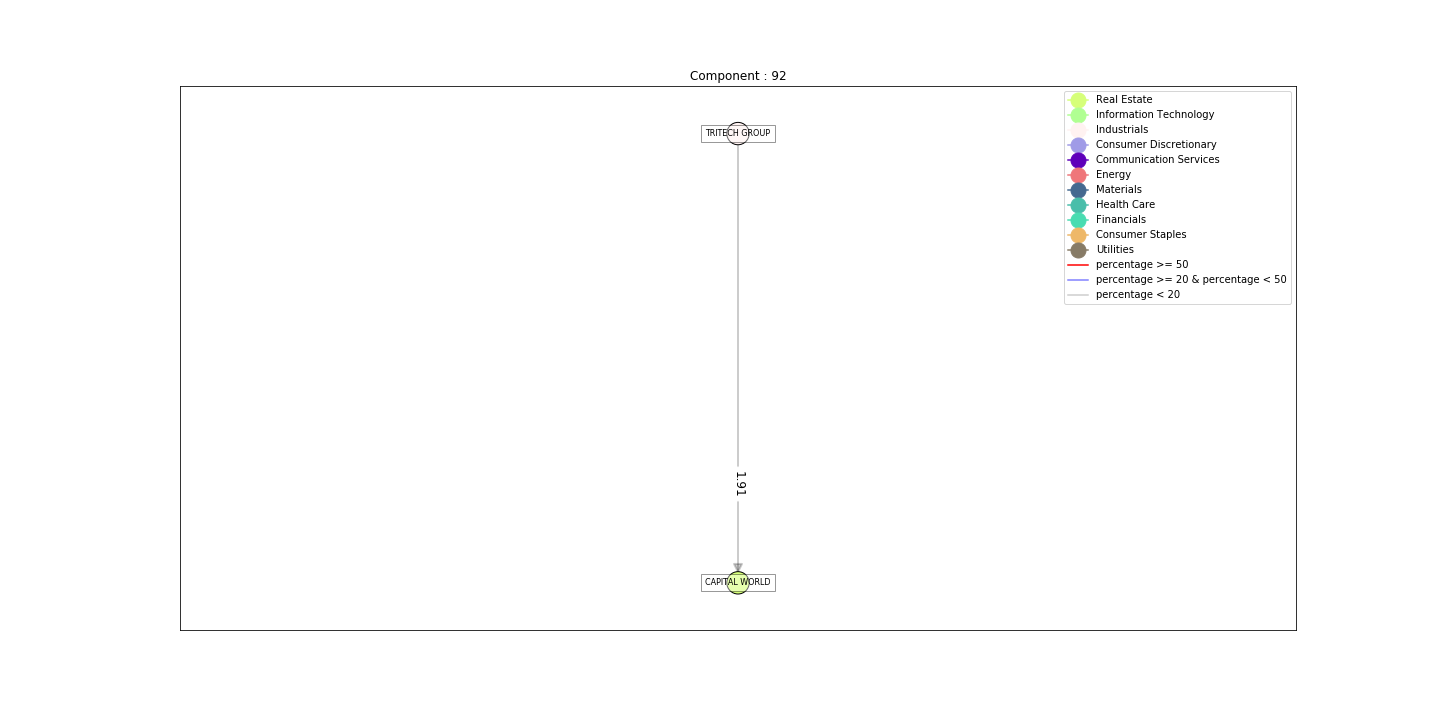 Component : 92
TRITECH GROUP
1.91
CAPITAL WORLD
Real Estate
Information Technology
Industrials
Consumer Discretionary
Communication Services
Energy
Materials
Health Care
Financials
Consumer Staples
Utilities
percentage >= 50
percentage >= 20 & percentage < 50
percentage < 20